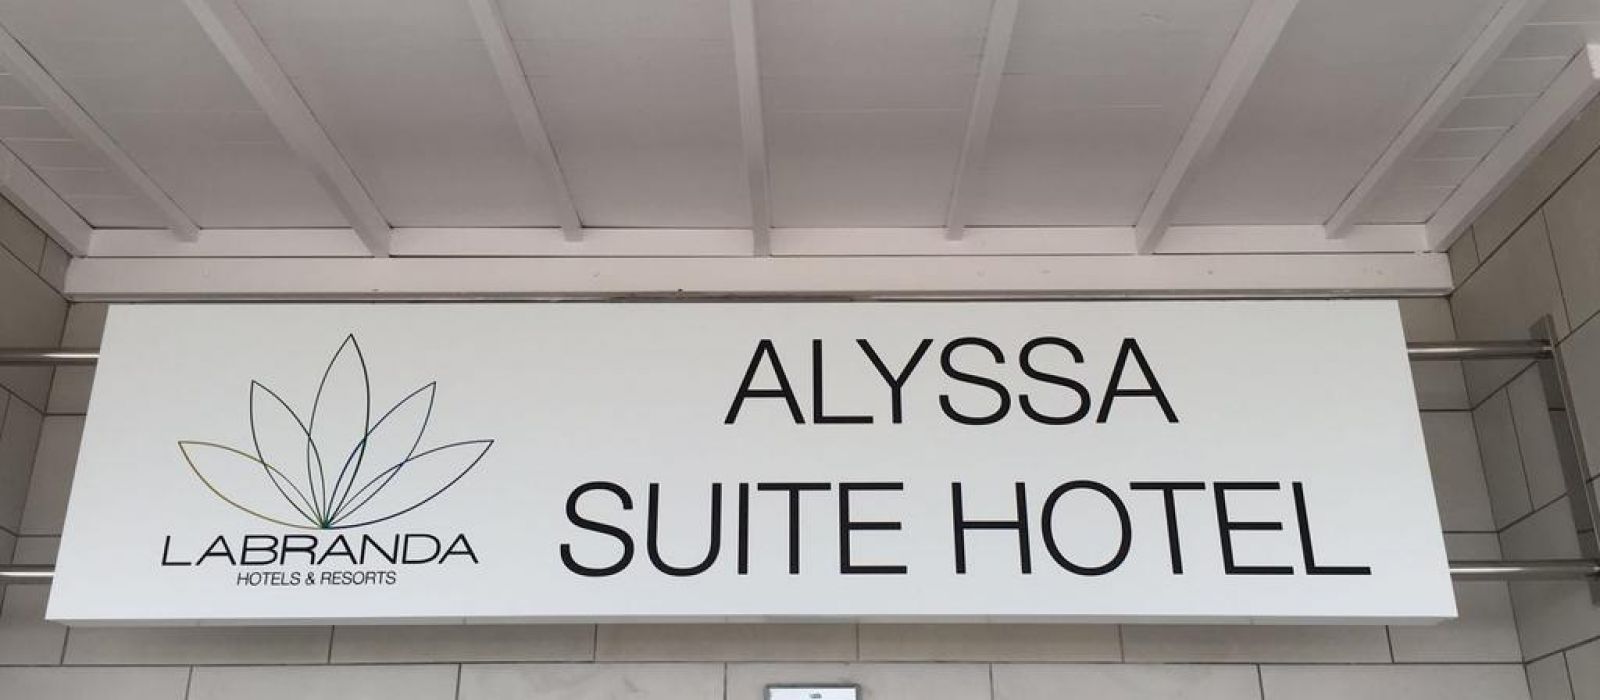 ALYSSA
SUITE HOTEL
LABRANDA
HOTELS & RESORTS